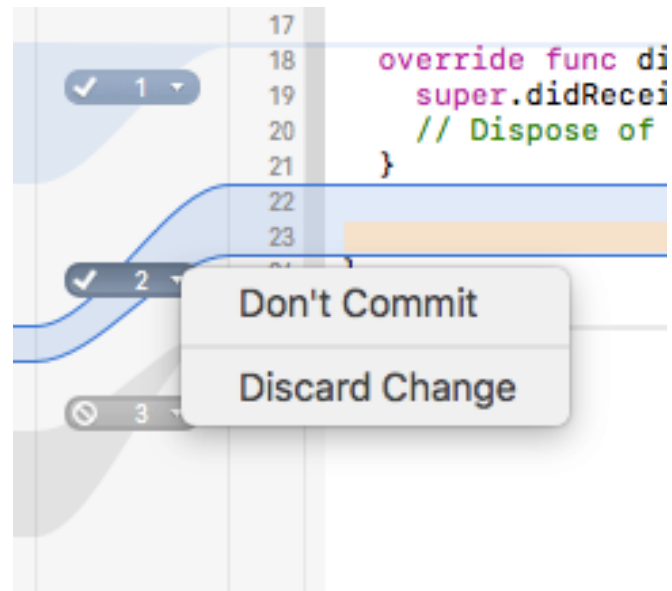 17
18 override func di
1
19 super.didRecei
20 // Dispose of
21 }
22
23
2
Don't Commit
Discard Change
3